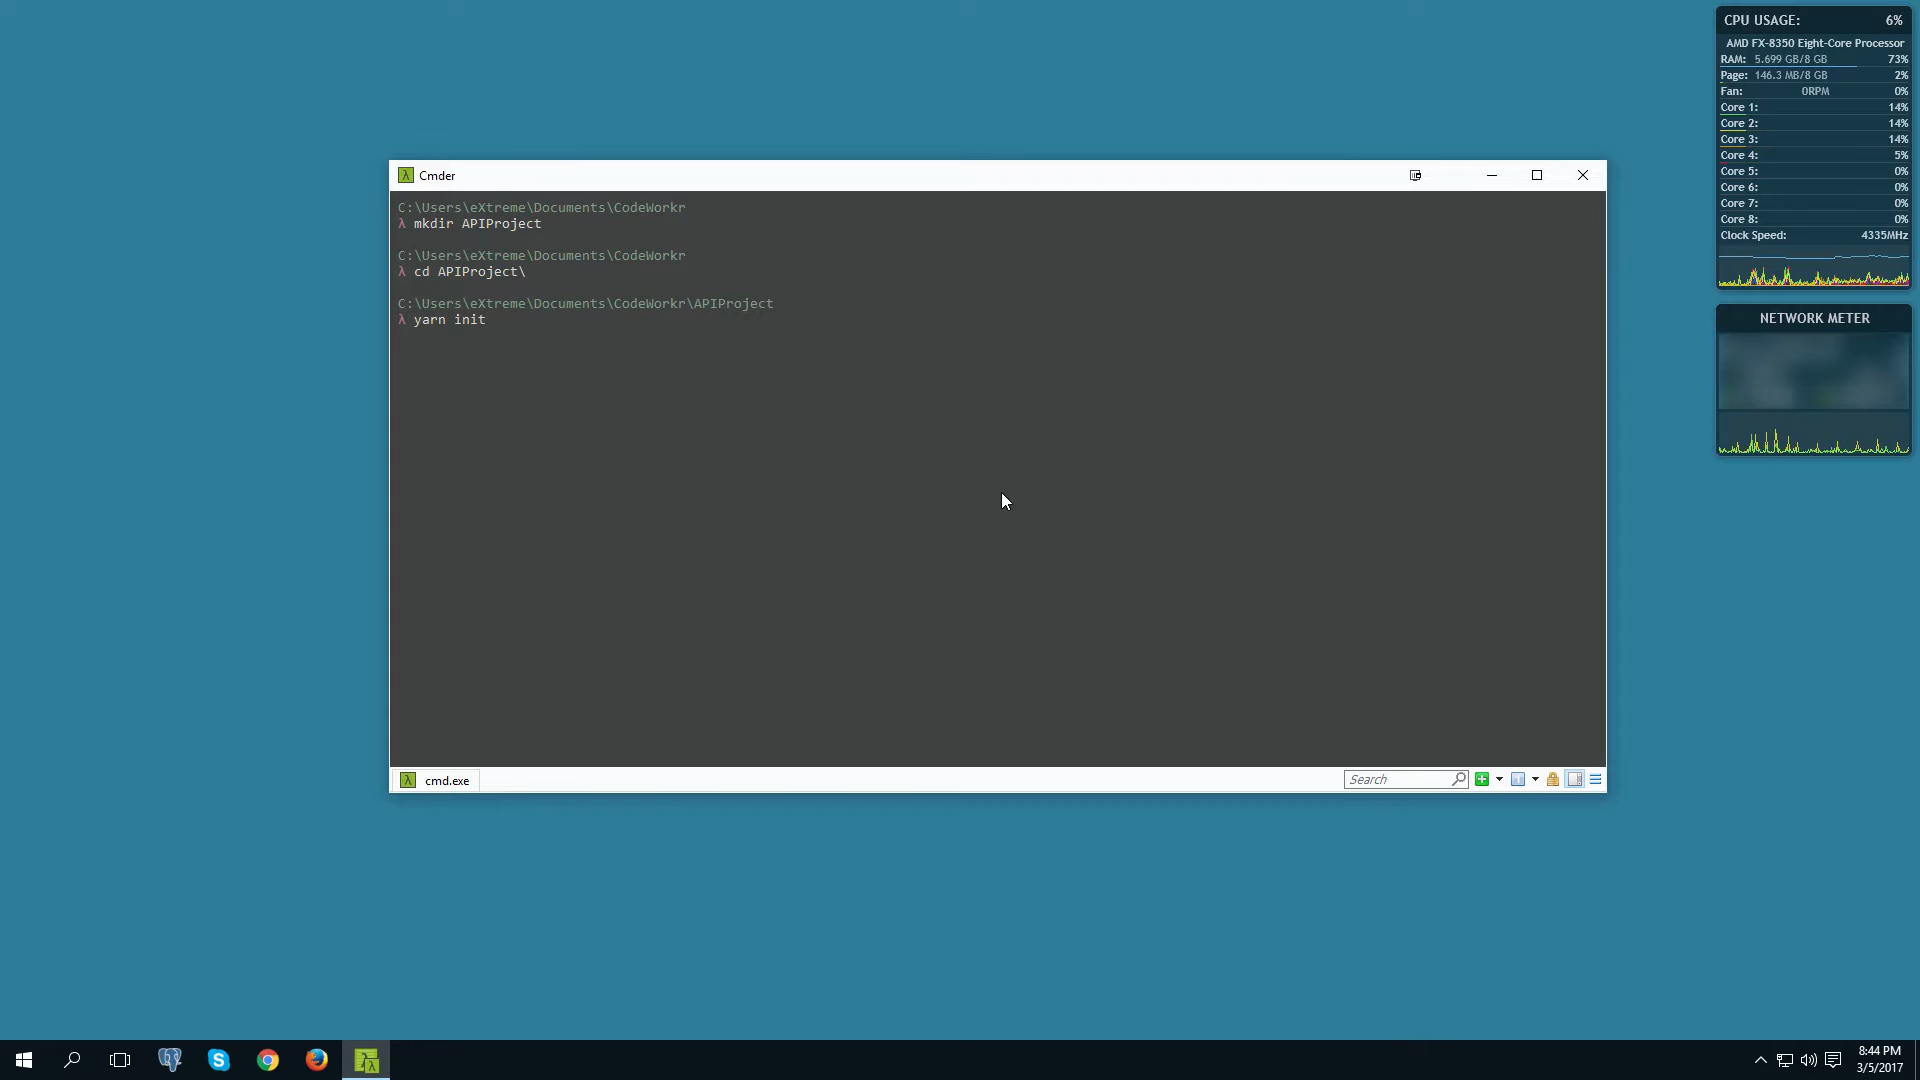 Cmder
C:\Users\eXtreme\Documents\CodeWorkr
λ mkdir APIProject
C:\Users\eXtreme\Documents\CodeWorkr
λ cd APIProject\
C:\Users\eXtreme\Documents\CodeWorkr\APIProject
λ yarn init
cmd.exe
Search
CPU USAGE: 6%
AMD FX-8350 Eight-Core Processor
RAM: 5.699 GB/8 GB 73%
Page: 146.3 MB/8 GB 2%
Fan: 0RPM 0%
Core 1: 14%
Core 2: 14%
Core 3: 14%
Core 4: 5%
Core 5: 0%
Core 6: 0%
Core 7: 0%
Core 8: 0%
Clock Speed: 4335MHz
NETWORK METER
8:44 PM
3/5/2017